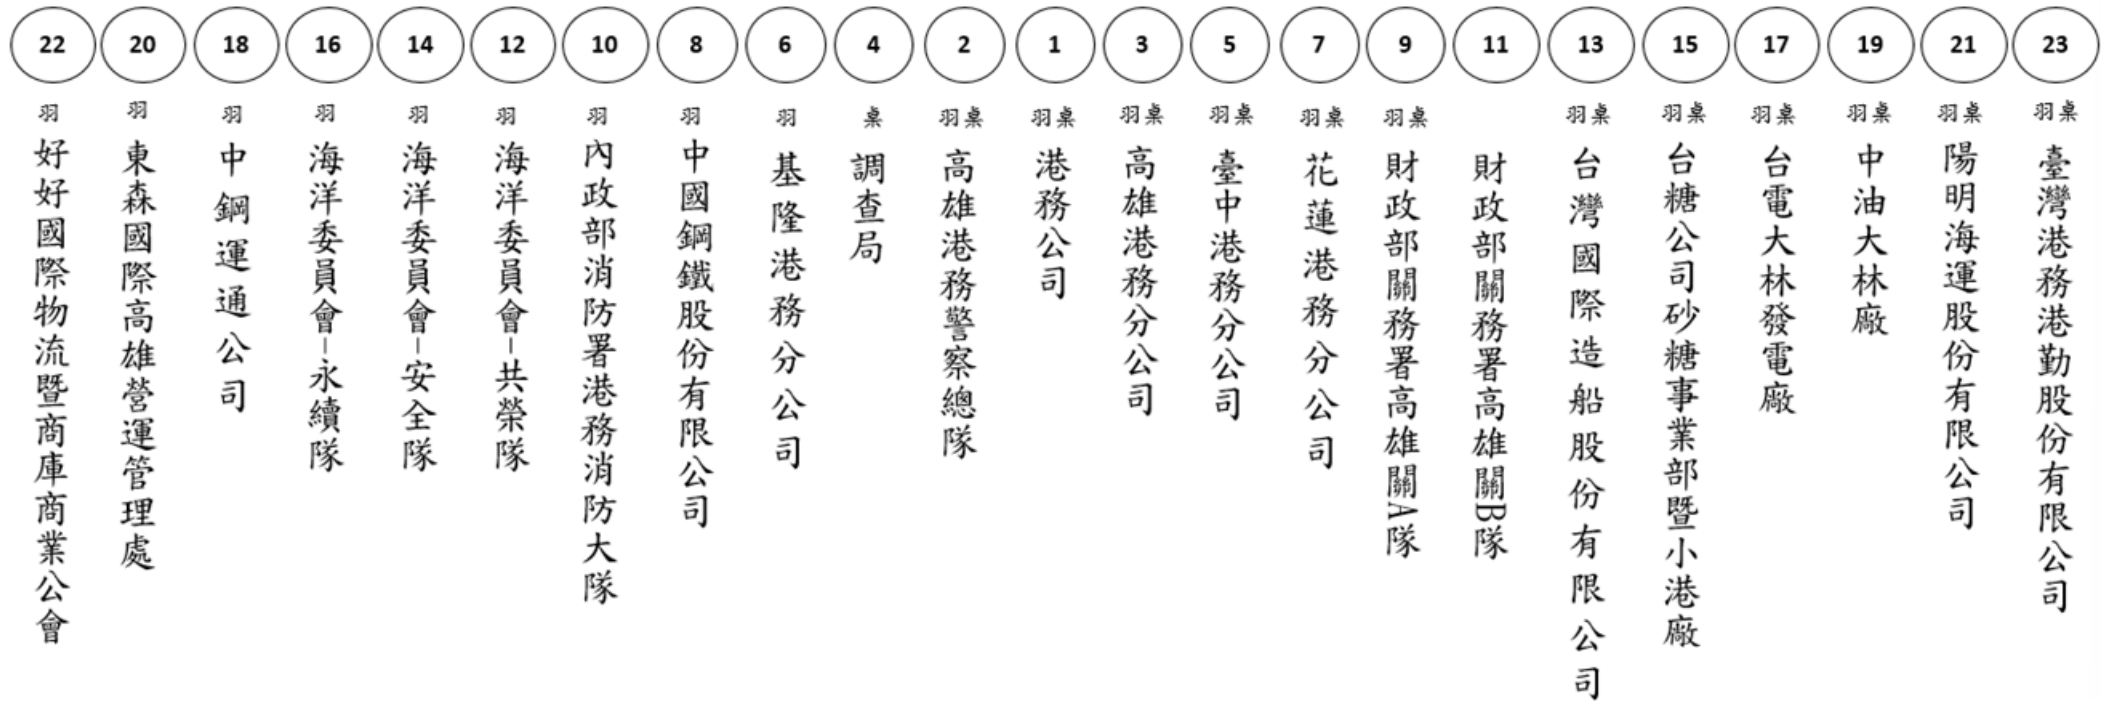 22 20 18 16 14 12 10 8 6 4 2 1 3 5 7 9 11 13 15 17 19 21 23
羽 羽 羽 羽 羽 羽 羽 羽 羽 桌 羽桌 羽桌 羽桌 羽桌 羽桌 羽桌 羽桌 羽桌 羽桌 羽桌 羽桌 羽桌
好好國際物流暨商庫商業公會
東森國際高雄營運管理處
中鋼運通公司
海洋委員會-永續隊
海洋委員會-安全隊
海洋委員會-共榮隊
內政部消防署港務消防大隊
中國鋼鐵股份有限公司
基隆港務分公司
調查局
高雄港務警察總隊
港務公司
高雄港務分公司
臺中港務分公司
花蓮港務分公司
財政部關務署高雄關A隊
財政部關務署高雄關B隊
台灣國際造船股份有限公司
台糖公司砂糖事業部暨小港廠
台電大林發電廠
中油大林廠
陽明海運股份有限公司
臺灣港務港勤股份有限公司